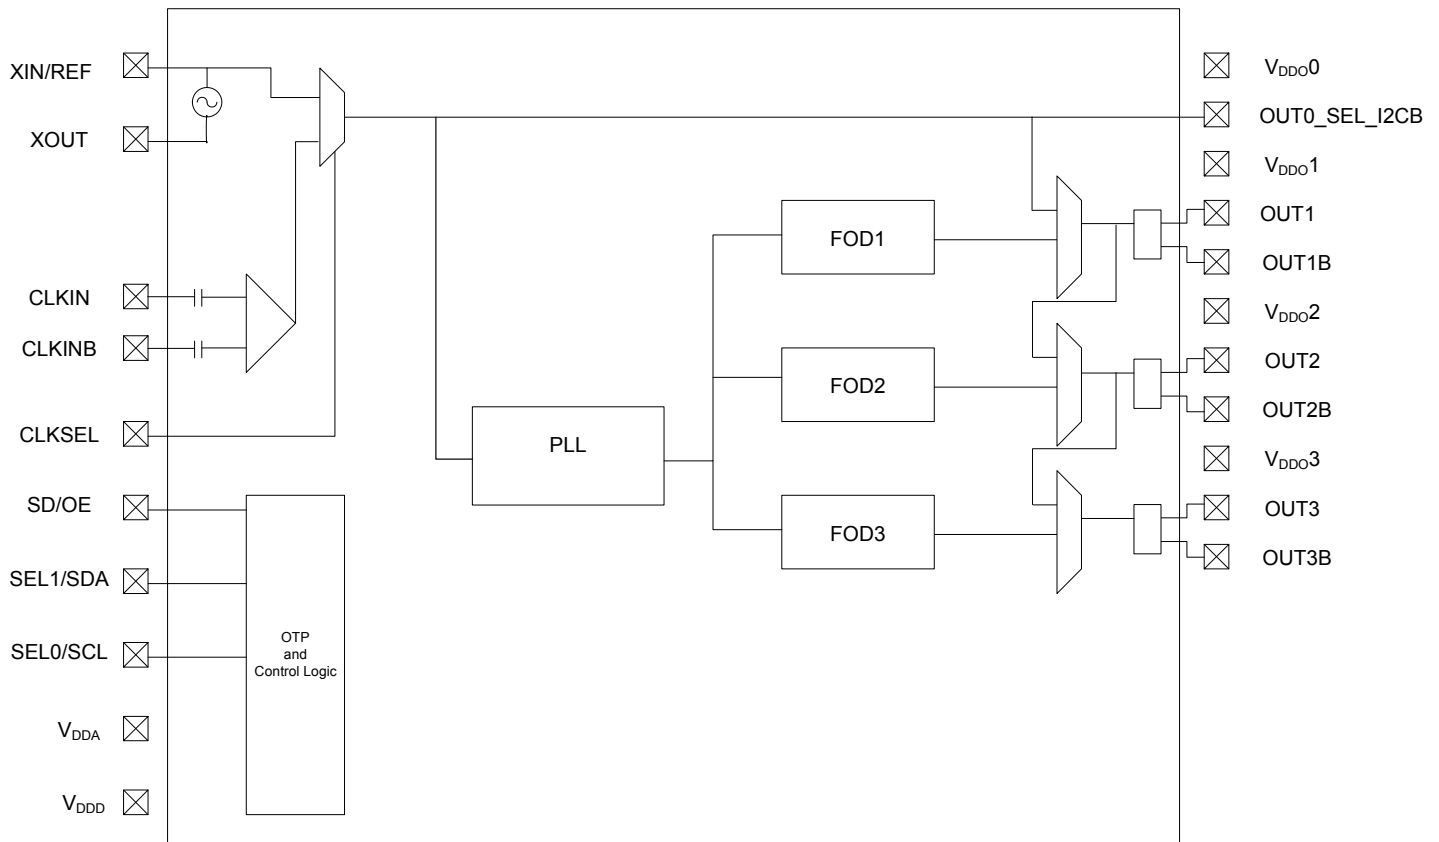 XIN/REF
XOUT
CLKIN
CLKINB
CLKSEL
SD/OE
SEL1/SDA
SEL0/SCL
VDDA
VDDD
OTP
and
Control Logic
PLL
FOD1
FOD2
FOD3
VDDO0
OUT0_SEL_I2CB
VDDO1
OUT1
OUT1B
VDDO2
OUT2
OUT2B
VDDO3
OUT3
OUT3B